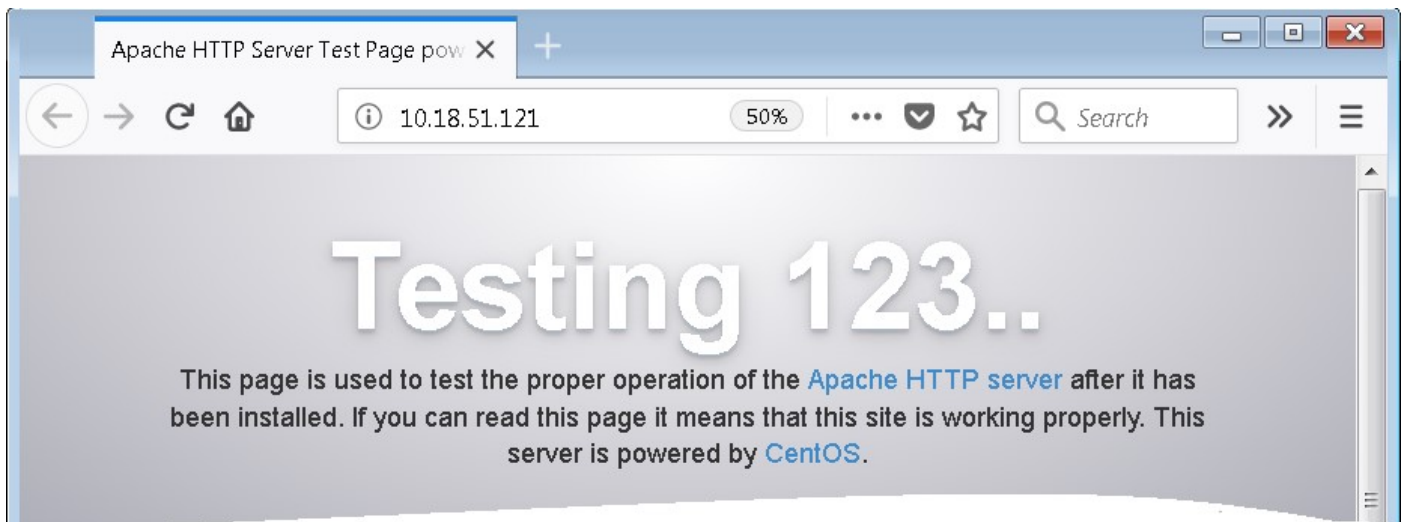 Apache HTTP Server Test Page pow
10.18.51.121
50%
Search
Testing 123..
This page is used to test the proper operation of the Apache HTTP server after it has
been installed. If you can read this page it means that this site is working properly. This
server is powered by CentOS.